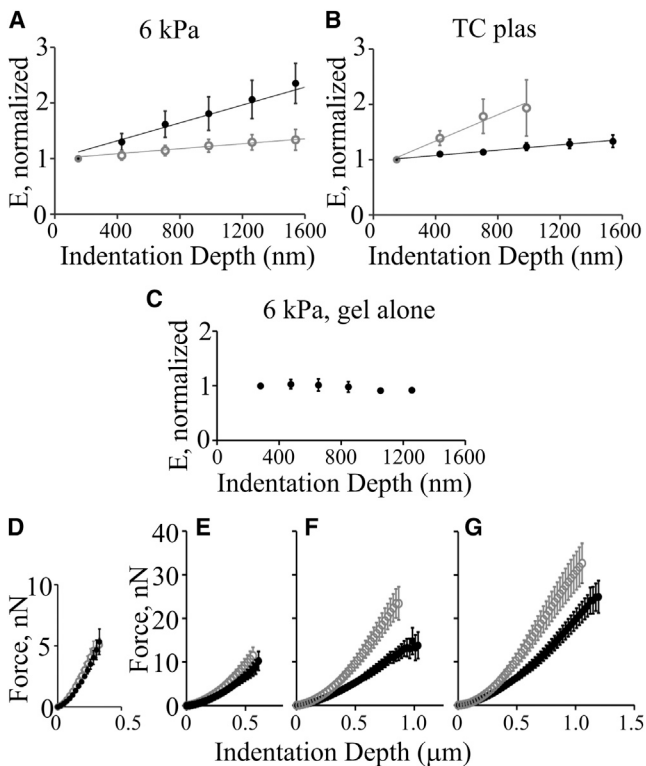 A
6 kPa
B
TC plas
E, normalized
3
2
1
0
0 400 800 1200 1600
Indentation Depth (nm)
E, normalized
3
2
1
0
0 400 800 1200 1600
Indentation Depth (nm)
C
6 kPa, gel alone
E, normalized
2
1
0
0 400 800 1200 1600
Indentation Depth (nm)
D
Force, nN
10
5
0
0 0.5
E
Force, nN
40
30
20
10
0
0 0.5
F
0 0.5 1.0
G
0 0.5 1.0 1.5
Indentation Depth (μm)